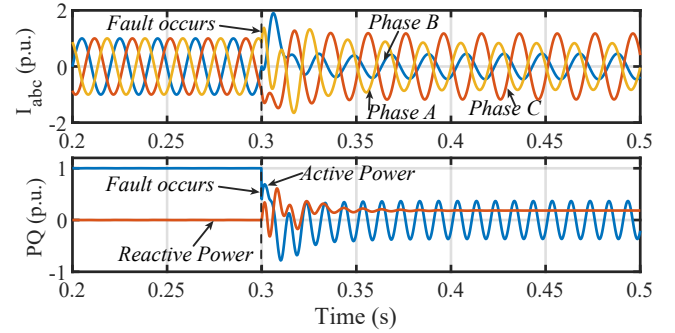 I_abc (p.u.)
2
0
-2
Fault occurs
Phase B
Phase A
Phase C
0.2 0.25 0.3 0.35 0.4 0.45 0.5
PQ (p.u.)
1
0
-1
Fault occurs
Active Power
Reactive Power
0.2 0.25 0.3 0.35 0.4 0.45 0.5
Time (s)